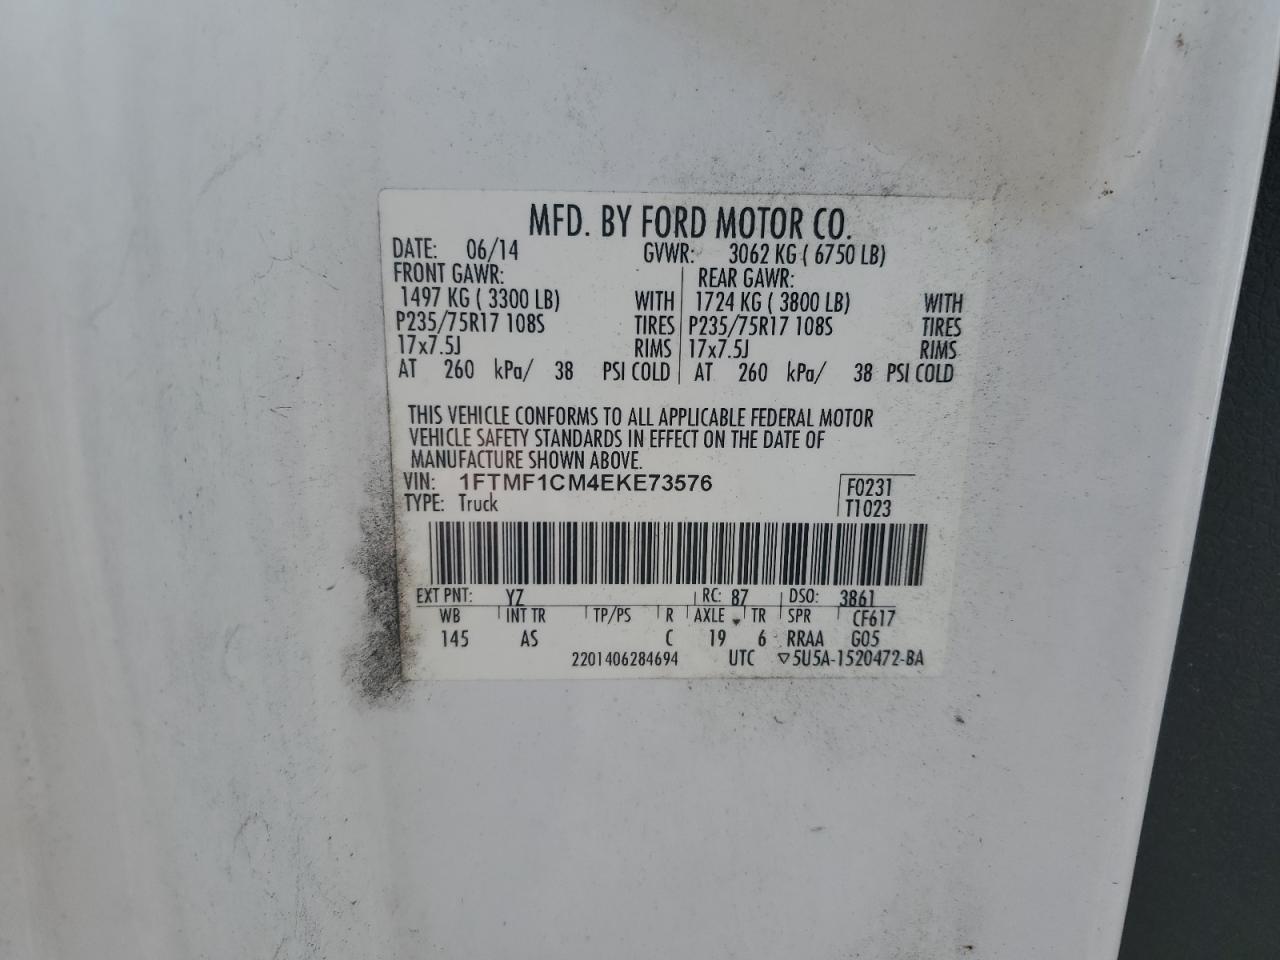 MFD. BY FORD MOTOR CO.
DATE: 06/14 GVWR: 3062 KG ( 6750 LB)
FRONT GAWR: REAR GAWR:
1497 KG ( 3300 LB) WITH 1724 KG ( 3800 LB) WITH
P235/75R17 108S TIRES P235/75R17 108S TIRES
17x7.5J RIMS 17x7.5J RIMS
AT 260 kPa/ 38 PSI COLD AT 260 kPa/ 38 PSI COLD
THIS VEHICLE CONFORMS TO ALL APPLICABLE FEDERAL MOTOR
VEHICLE SAFETY STANDARDS IN EFFECT ON THE DATE OF
MANUFACTURE SHOWN ABOVE.
VIN: 1FTMF1CM4EKE73576 F0231
TYPE: Truck T1023
EXT PNT: YZ RC: 87 DSO: 3861
WB INT TR TP/PS R AXLE TR SPR CF617
145 AS C 19 6 RRAA G05
2201406284694 UTC ▽5U5A-1520472-BA